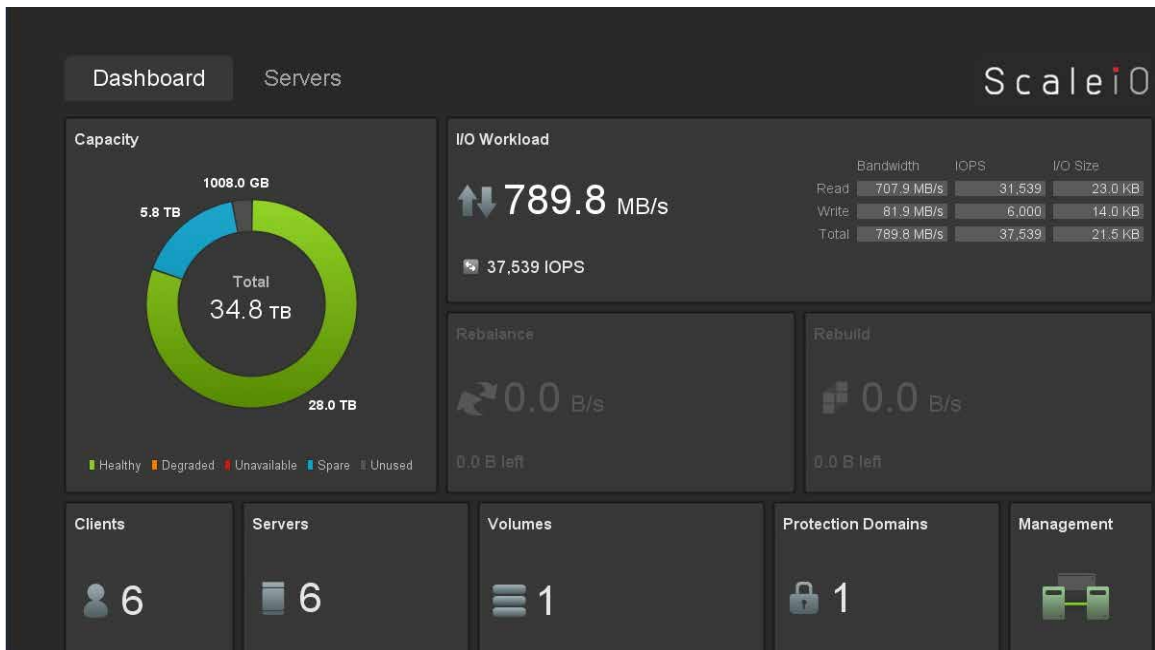 Dashboard Servers ScaleiO
Capacity
1008.0 GB
5.8 TB
Total
34.8 TB
28.0 TB
Healthy Degraded Unavailable Spare Unused
I/O Workload
789.8 MB/s
37,539 IOPS
Bandwidth IOPS I/O Size
Read 707.9 MB/s 31,539 23.0 KB
Write 81.9 MB/s 6,000 14.0 KB
Total 789.8 MB/s 37,539 21.5 KB
Rebalance
0.0 B/s
0.0 B left
Rebuild
0.0 B/s
0.0 B left
Clients
6
Servers
6
Volumes
1
Protection Domains
1
Management